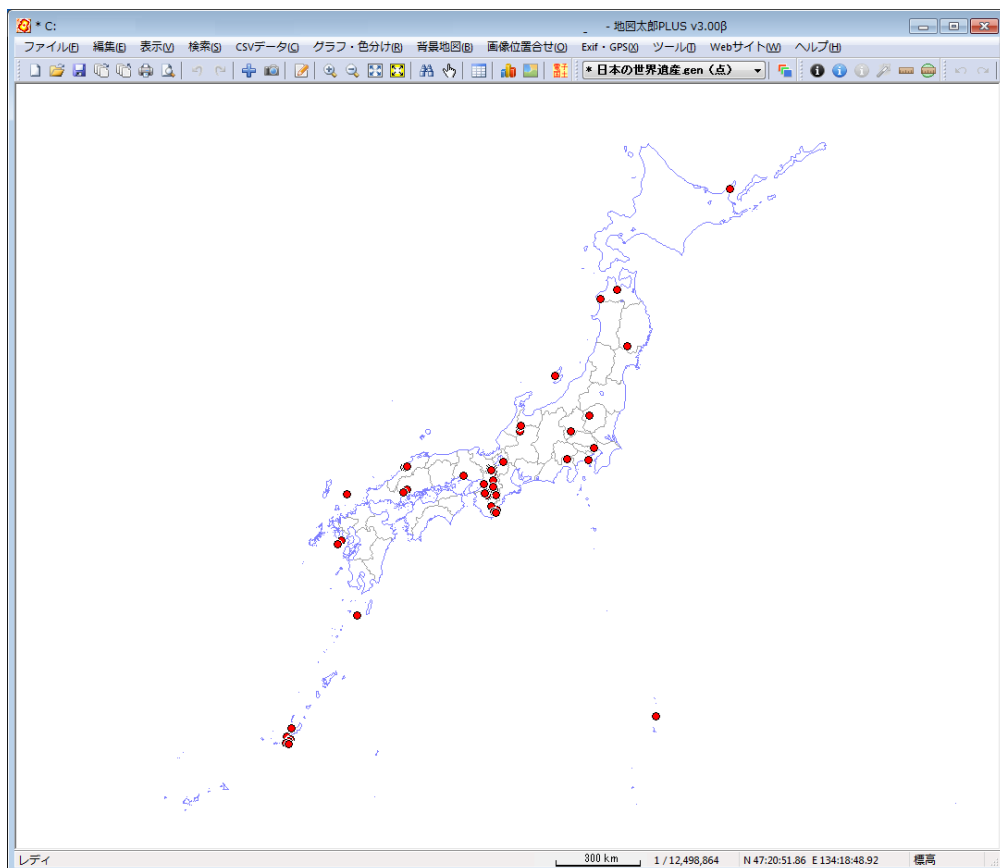 * C: - 地図太郎PLUS v3.00β
ファイル(F) 編集(E) 表示(V) 検索(S) CSVデータ(C) グラフ・色分け(R) 背景地図(B) 画像位置合せ(O) Exif・GPS(X) ツール(T) Webサイト(W) ヘルプ(H)
* 日本の世界遺産.gen（点）
レディ 300 km 1 / 12,498,864 N 47:20:51.86 E 134:18:48.92 標高